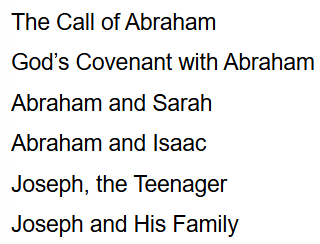 The Call of Abraham
God’s Covenant with Abraham
Abraham and Sarah
Abraham and Isaac
Joseph, the Teenager
Joseph and His Family